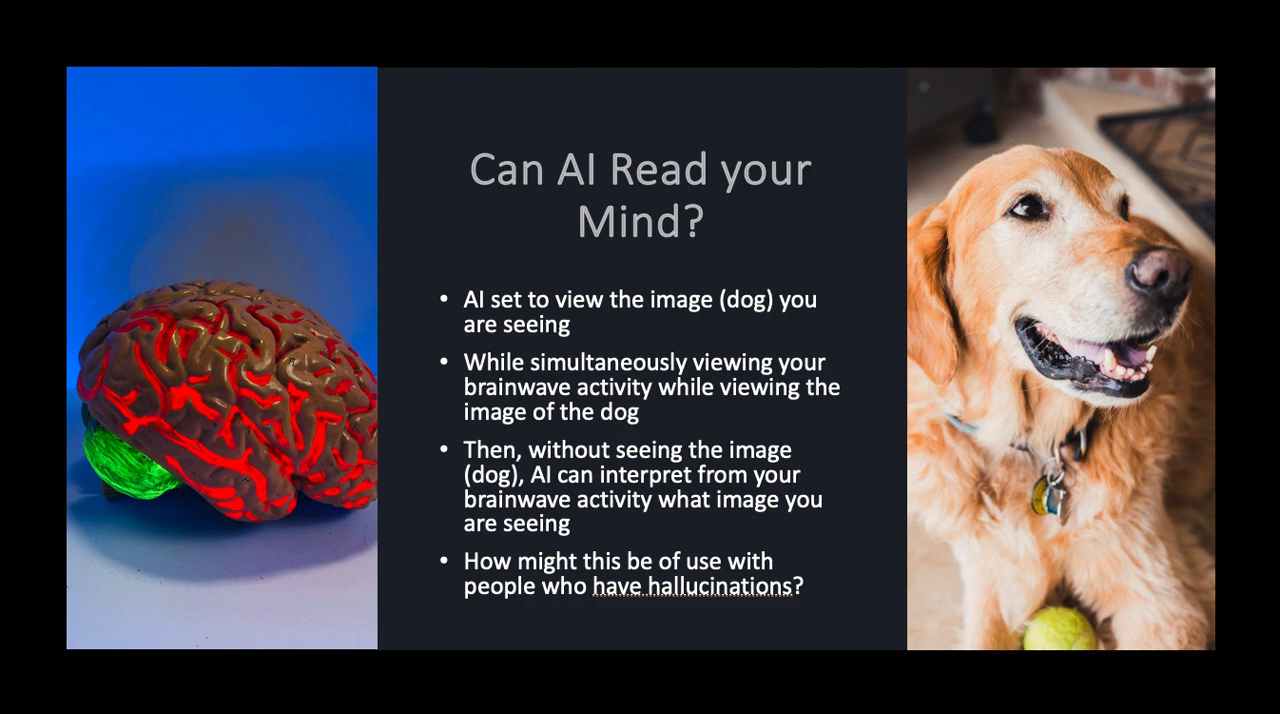 Can AI Read your
Mind?
• AI set to view the image (dog) you
are seeing
• While simultaneously viewing your
brainwave activity while viewing the
image of the dog
• Then, without seeing the image
(dog), AI can interpret from your
brainwave activity what image you
are seeing
• How might this be of use with
people who have hallucinations?